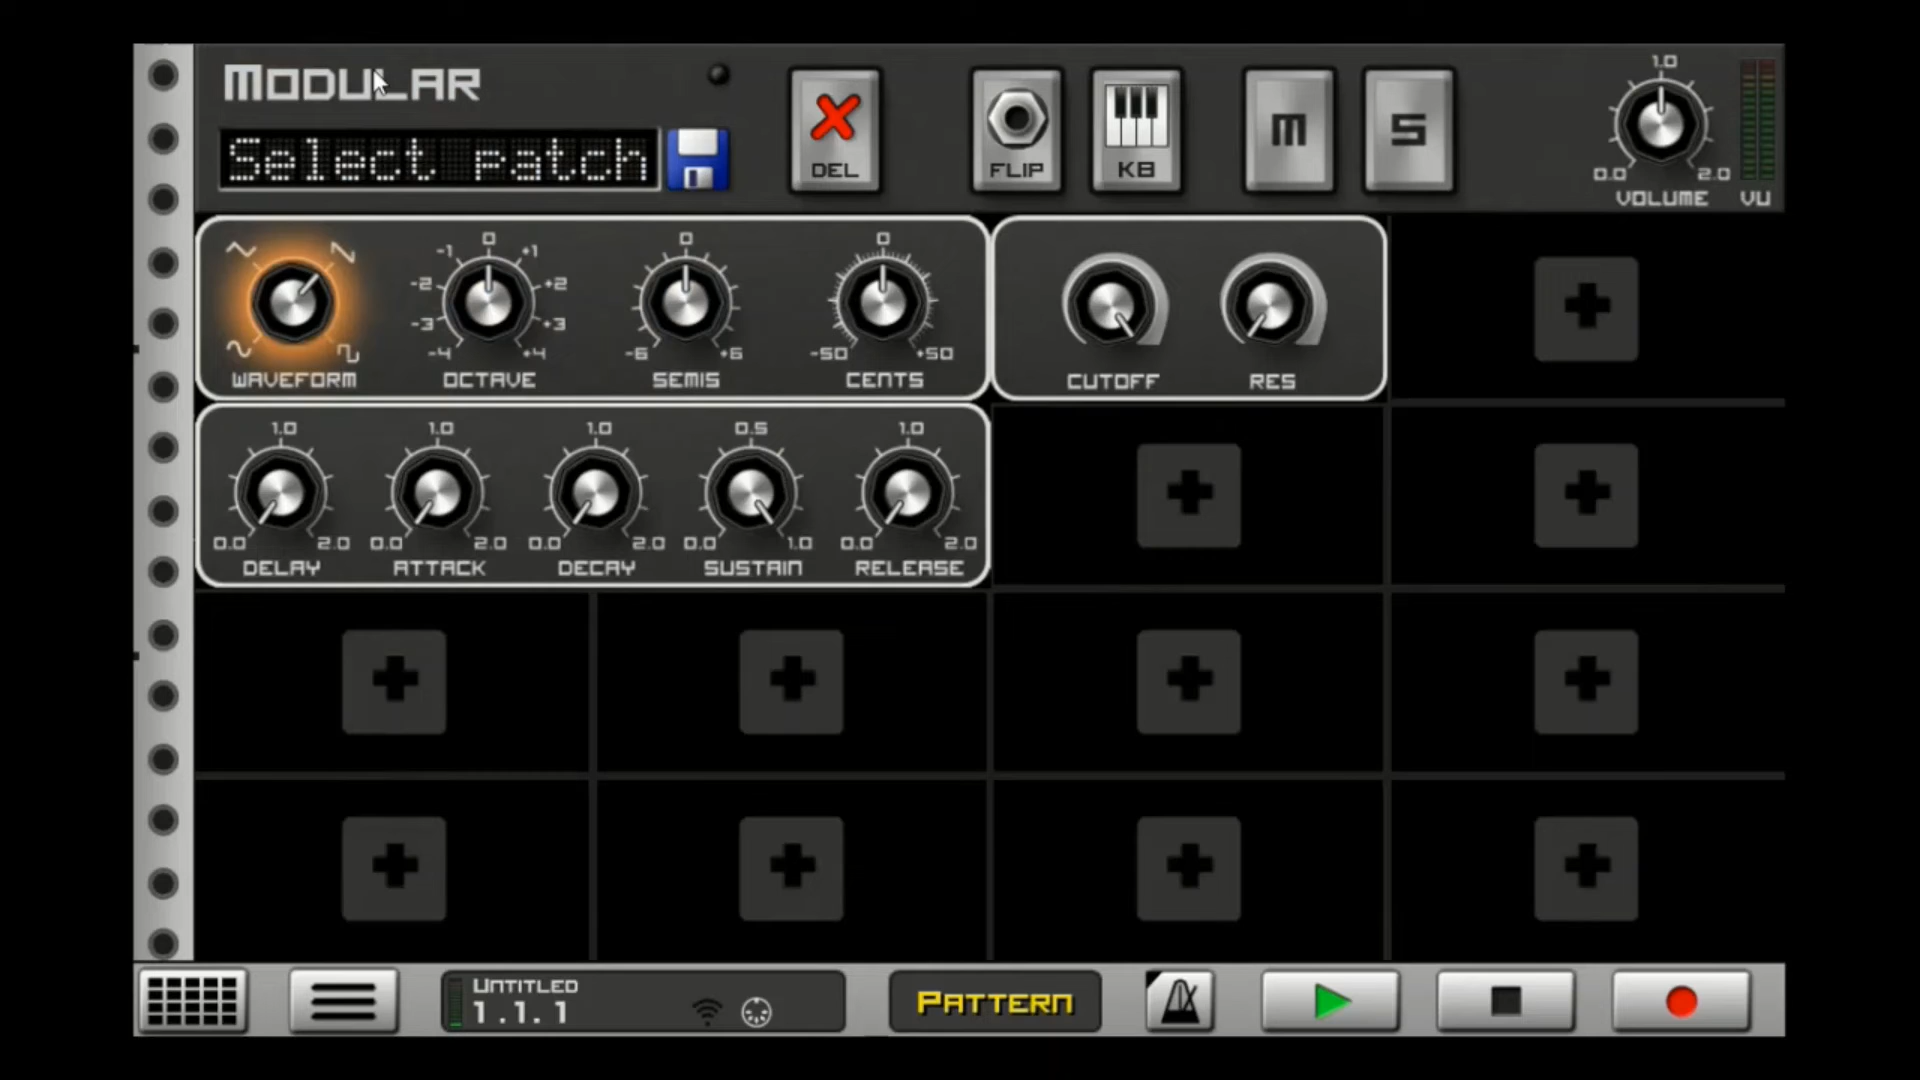 MODULAR
Select patch
DEL
FLIP
KB
M
S
1.0
0.0 2.0
VOLUME VU
0
-1 +1
-2 +2
-3 +3
-4 +4
0
-6 +6
0
-50 +50
WAVEFORM OCTAVE SEMIS CENTS
CUTOFF RES
1.0 1.0 1.0 0.5 1.0
0.0 2.0 0.0 2.0 0.0 2.0 0.0 1.0 0.0 2.0
DELAY ATTACK DECAY SUSTAIN RELEASE
UNTITLED
1.1.1
PATTERN